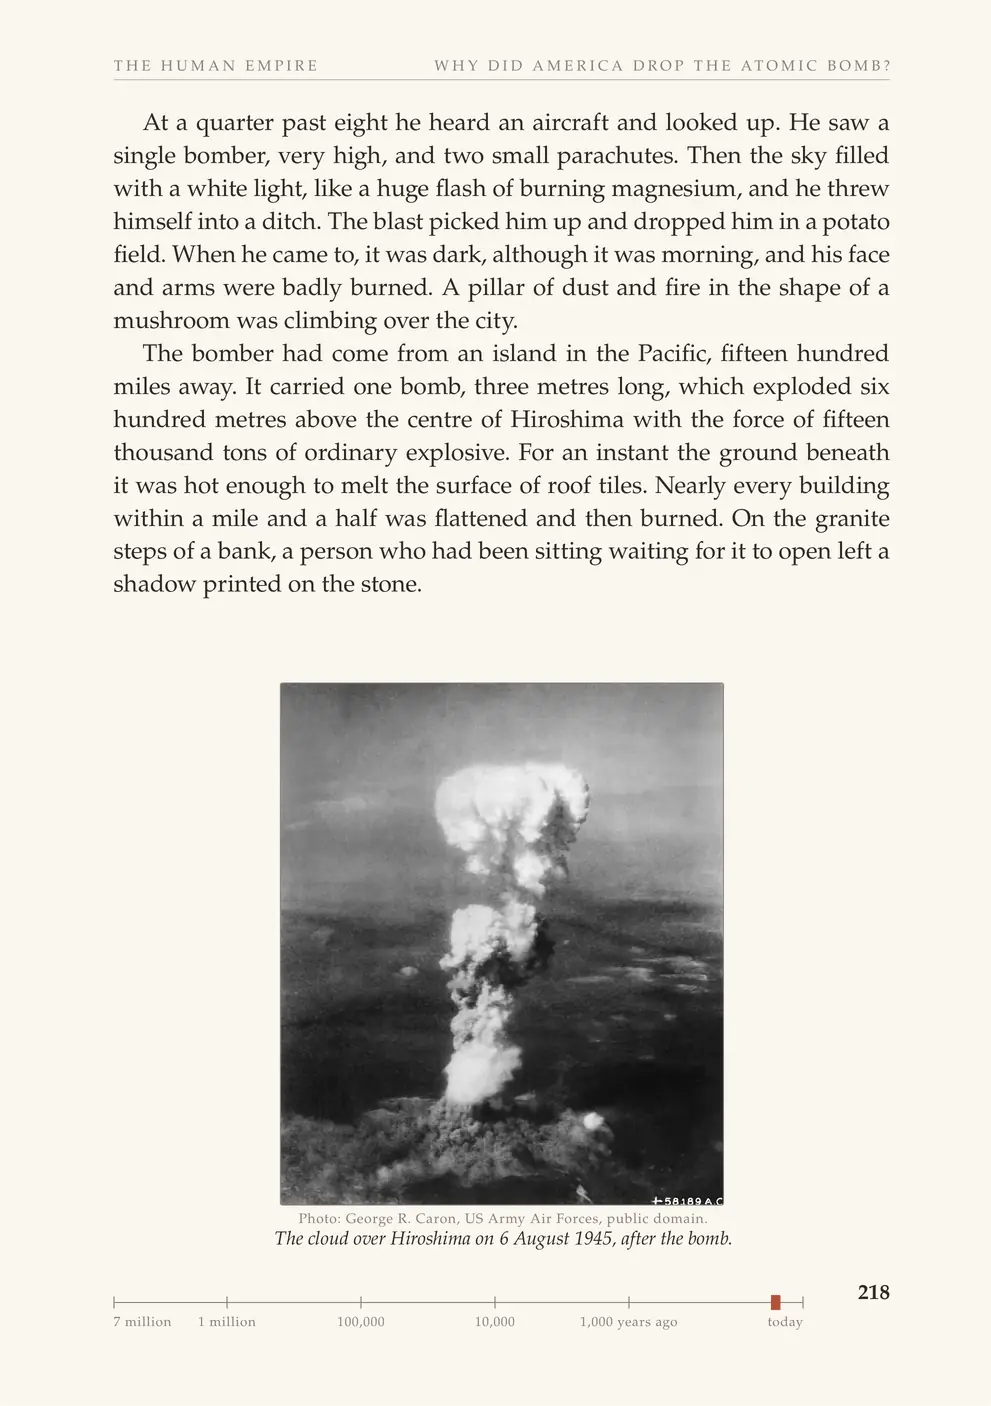 THE HUMAN EMPIRE
WHY DID AMERICA DROP THE ATOMIC BOMB?
At a quarter past eight he heard an aircraft and looked up. He saw a
single bomber, very high, and two small parachutes. Then the sky filled
with a white light, like a huge flash of burning magnesium, and he threw
himself into a ditch. The blast picked him up and dropped him in a potato
field. When he came to, it was dark, although it was morning, and his face
and arms were badly burned. A pillar of dust and fire in the shape of a
mushroom was climbing over the city.
The bomber had come from an island in the Pacific, fifteen hundred
miles away. It carried one bomb, three metres long, which exploded six
hundred metres above the centre of Hiroshima with the force of fifteen
thousand tons of ordinary explosive. For an instant the ground beneath
it was hot enough to melt the surface of roof tiles. Nearly every building
within a mile and a half was flattened and then burned. On the granite
steps of a bank, a person who had been sitting waiting for it to open left a
shadow printed on the stone.
58189 A.C
Photo: George R. Caron, US Army Air Forces, public domain.
The cloud over Hiroshima on 6 August 1945, after the bomb.
218
7 million 1 million 100,000 10,000 1,000 years ago today